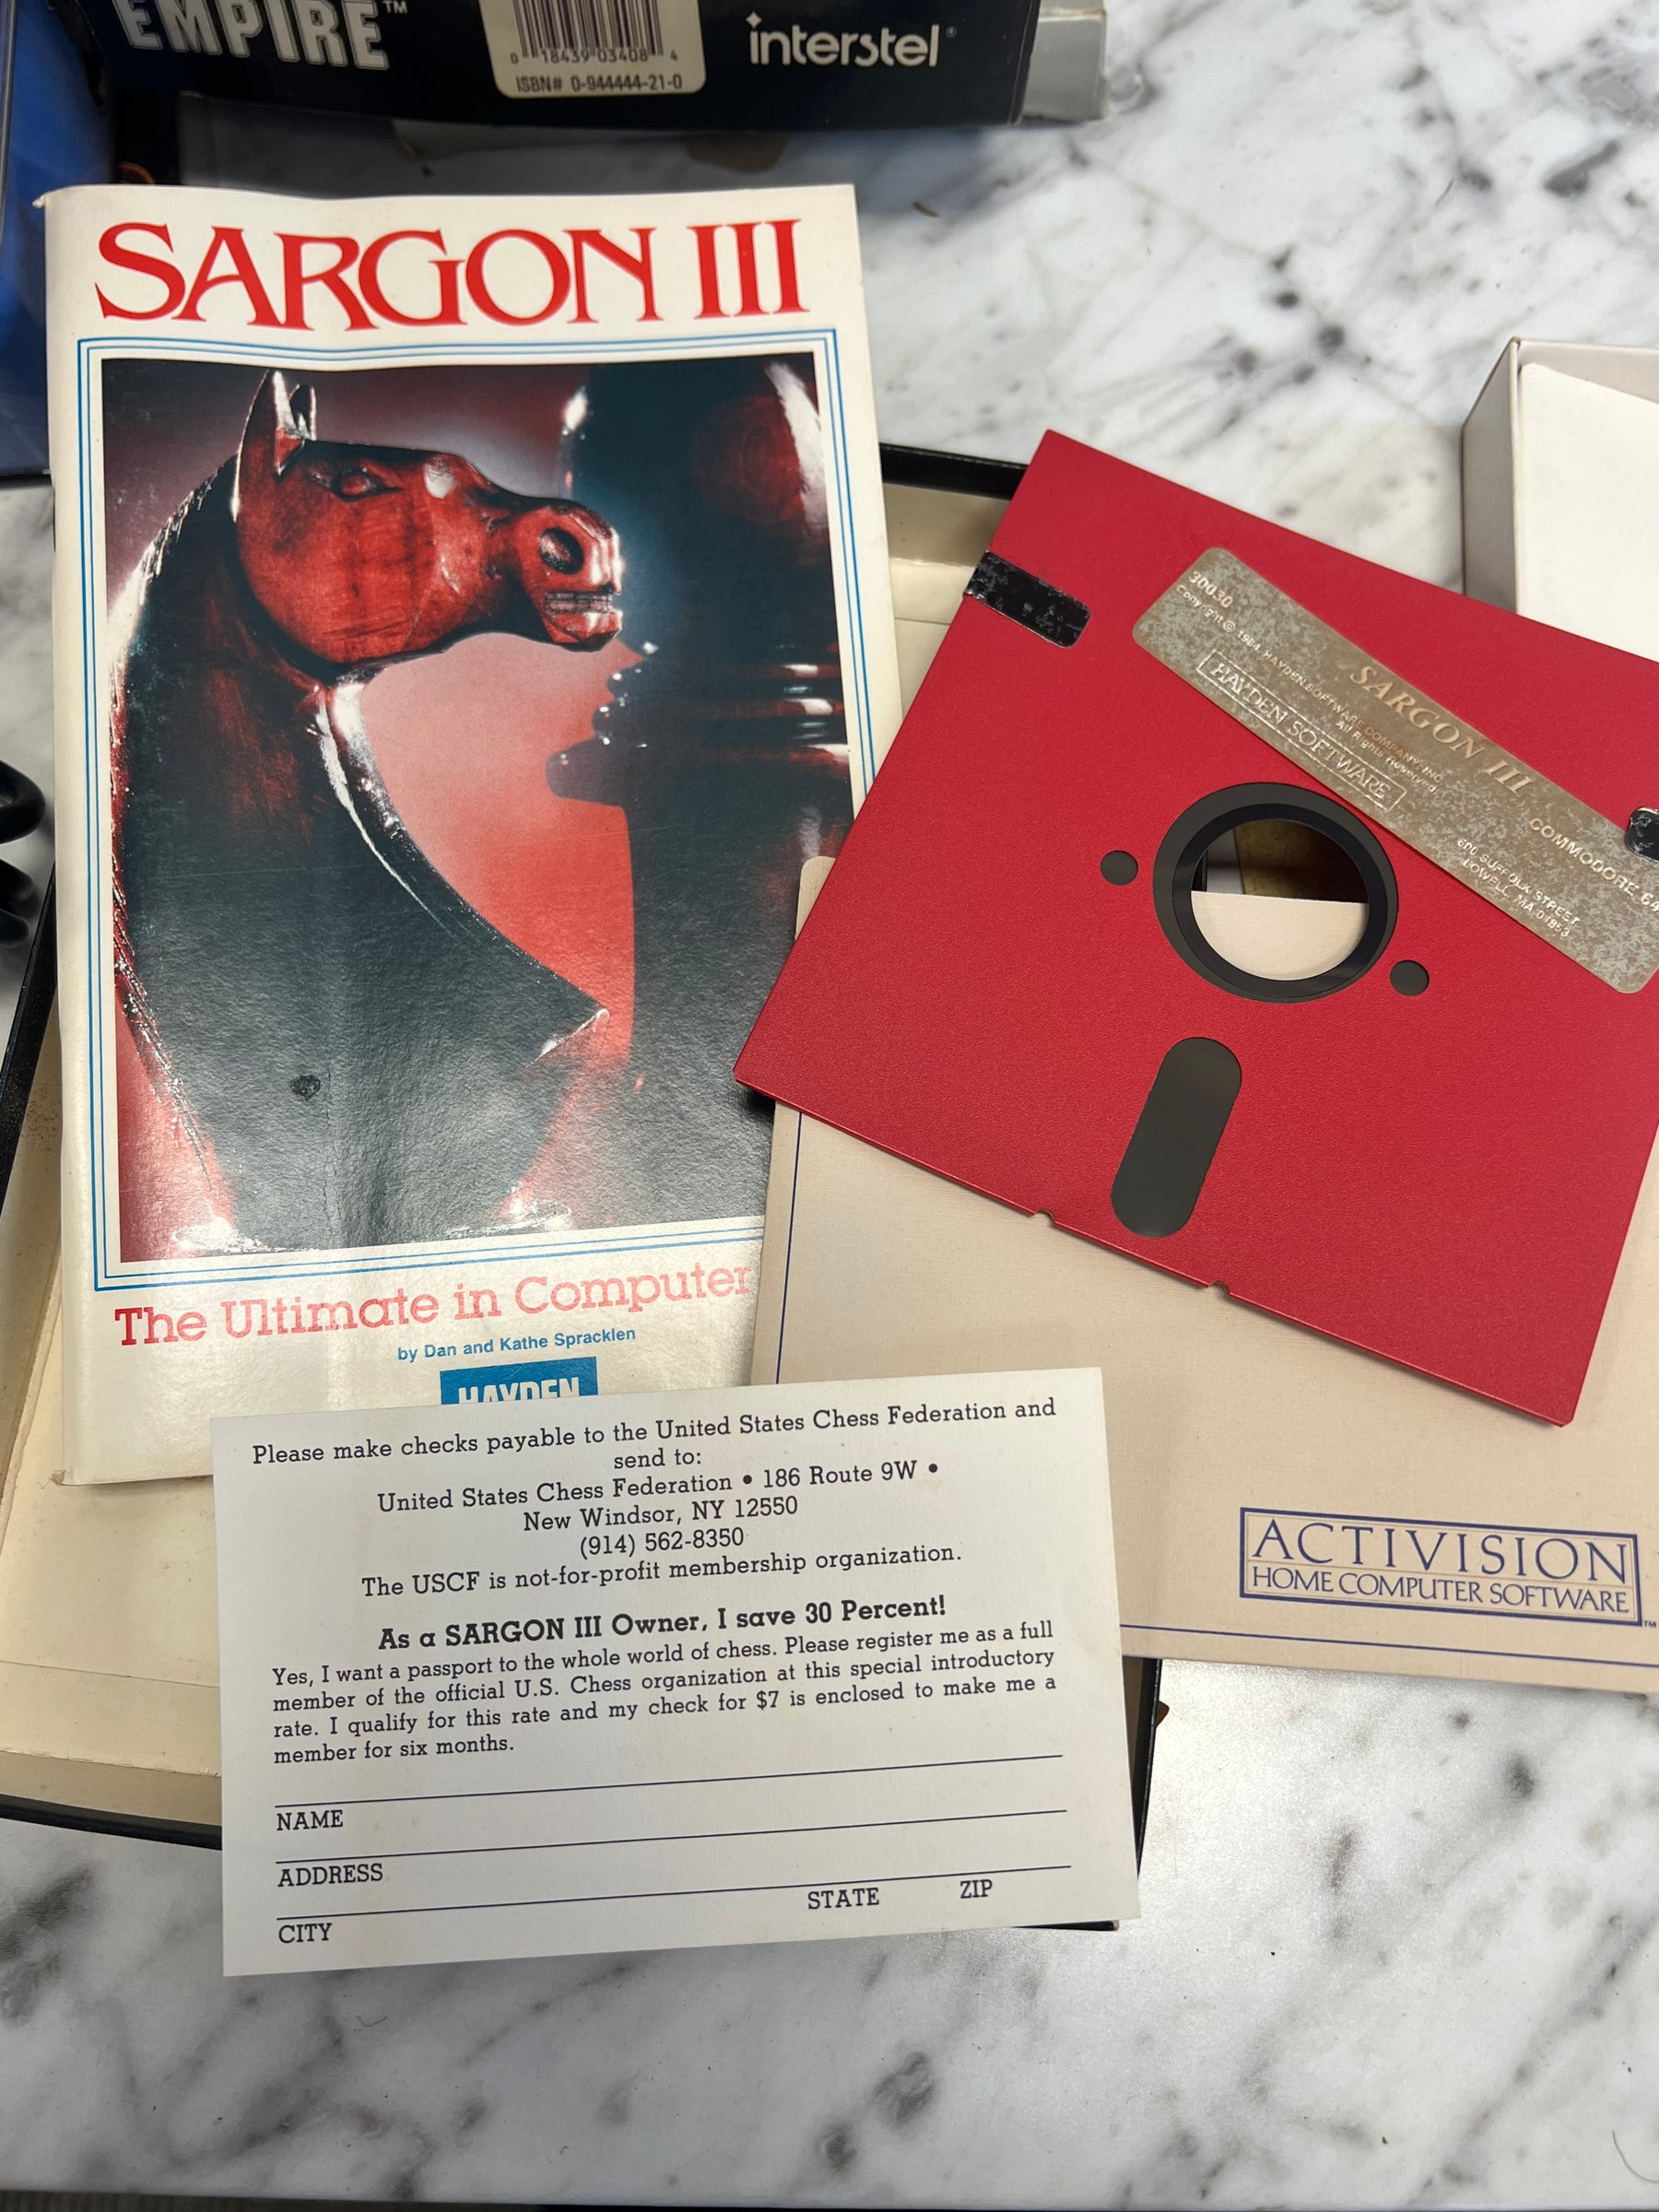 EMPIRE™
0 18439-03408 4
ISBN# 0-944444-21-0
interstel®
SARGON III
The Ultimate in Computer
by Dan and Kathe Spracklen
HAYDEN
30030
Copyright © 1984 HAYDEN SOFTWARE COMPANY, INC.
All Rights Reserved.
SARGON III
HAYDEN SOFTWARE
COMMODORE 64
600 SUFFOLK STREET
LOWELL, MA 01853
ACTIVISION
HOME COMPUTER SOFTWARE™
Please make checks payable to the United States Chess Federation and
send to:
United States Chess Federation • 186 Route 9W •
New Windsor, NY 12550
(914) 562-8350
The USCF is not-for-profit membership organization.
As a SARGON III Owner, I save 30 Percent!
Yes, I want a passport to the whole world of chess. Please register me as a full
member of the official U.S. Chess organization at this special introductory
rate. I qualify for this rate and my check for $7 is enclosed to make me a
member for six months.
NAME
ADDRESS
CITY STATE ZIP